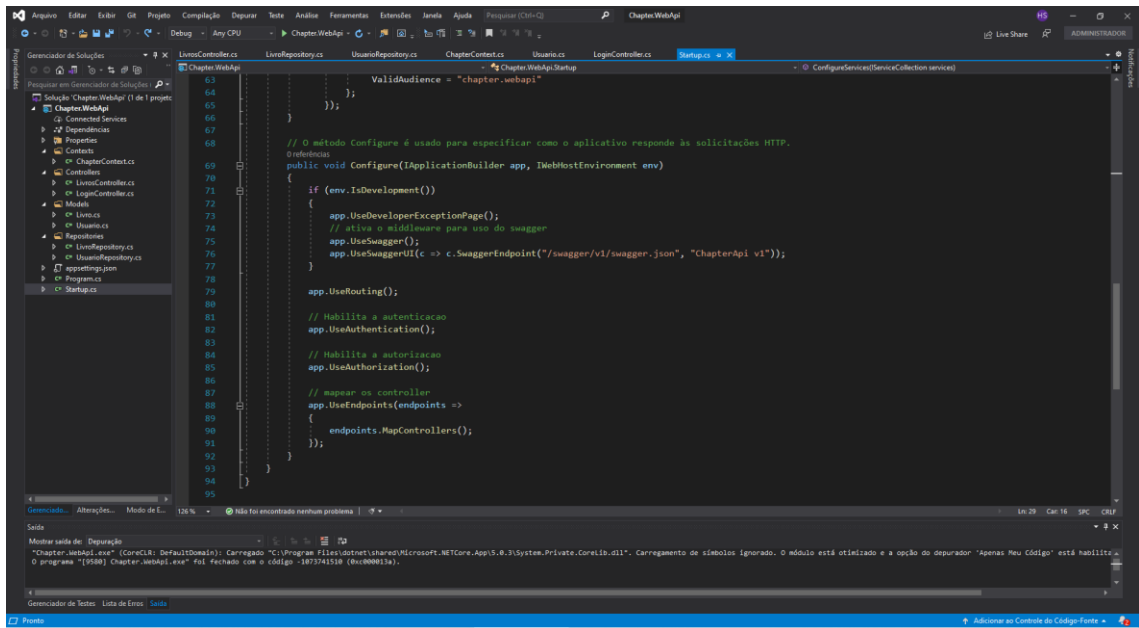 Arquivo Editar Exibir Git Projeto Compilação Depurar Teste Análise Ferramentas Extensões Janela Ajuda Pesquisar (Ctrl+Q) Chapter.WebApi HS
Debug Any CPU Chapter.WebApi Live Share ADMINISTRADOR
Propriedades
Notificações
Gerenciador de Soluções
Pesquisar em Gerenciador de Soluções
Solução 'Chapter.WebApi' (1 de 1 projeto
Chapter.WebApi
Connected Services
Dependências
Properties
Contexts
ChapterContext.cs
Controllers
LivrosController.cs
LoginController.cs
Models
Livro.cs
Usuario.cs
Repositories
LivroRepository.cs
UsuarioRepository.cs
appsettings.json
Program.cs
Startup.cs
Gerenciado... Alterações... Modo de E...
LivrosController.cs LivroRepository.cs UsuarioRepository.cs ChapterContext.cs Usuario.cs LoginController.cs Startup.cs
Chapter.WebApi Chapter.WebApi.Startup ConfigureServices(IServiceCollection services)
63 ValidAudience = "chapter.webapi"
64 };
65 });
66 }
67
68 // O método Configure é usado para especificar como o aplicativo responde às solicitações HTTP.
0 referências
69 public void Configure(IApplicationBuilder app, IWebHostEnvironment env)
70 {
71 if (env.IsDevelopment())
72 {
73 app.UseDeveloperExceptionPage();
74 // ativa o middleware para uso do swagger
75 app.UseSwagger();
76 app.UseSwaggerUI(c => c.SwaggerEndpoint("/swagger/v1/swagger.json", "ChapterApi v1"));
77 }
78
79 app.UseRouting();
80
81 // Habilita a autenticacao
82 app.UseAuthentication();
83
84 // Habilita a autorizacao
85 app.UseAuthorization();
86
87 // mapear os controller
88 app.UseEndpoints(endpoints =>
89 {
90 endpoints.MapControllers();
91 });
92 }
93 }
94 }
95
126 % Não foi encontrado nenhum problema Ln: 29 Car: 16 SPC CRLF
Saída
Mostrar saída de: Depuração
"Chapter.WebApi.exe" (CoreCLR: DefaultDomain): Carregado "C:\Program Files\dotnet\shared\Microsoft.NETCore.App\5.0.3\System.Private.CoreLib.dll". Carregamento de símbolos ignorado. O módulo está otimizado e a opção do depurador 'Apenas Meu Código' está habilita
O programa "[9580] Chapter.WebApi.exe" foi fechado com o código -1073741510 (0xc000013a).
Gerenciador de Testes Lista de Erros Saída
Pronto Adicionar ao Controle do Código-Fonte 2